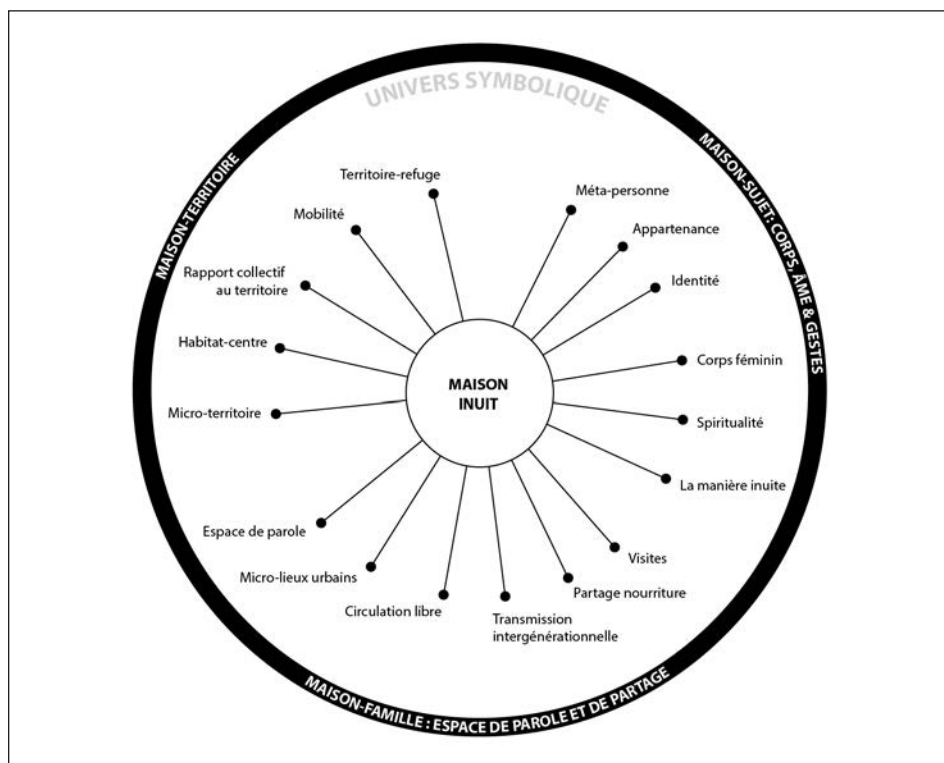 UNIVERS SYMBOLIQUE
MAISON-TERRITOIRE
MAISON-SUJET: CORPS, ÂME & GESTES
Territoire-refuge
Méta-personne
Mobilité
Appartenance
Rapport collectif
au territoire
Identité
Habitat-centre
Corps féminin
MAISON
INUIT
Micro-territoire
Spiritualité
La manière inuite
Espace de parole
Visites
Micro-lieux urbains
Partage nourriture
Circulation libre
Transmission
intergénérationnelle
MAISON-FAMILLE : ESPACE DE PAROLE ET DE PARTAGE